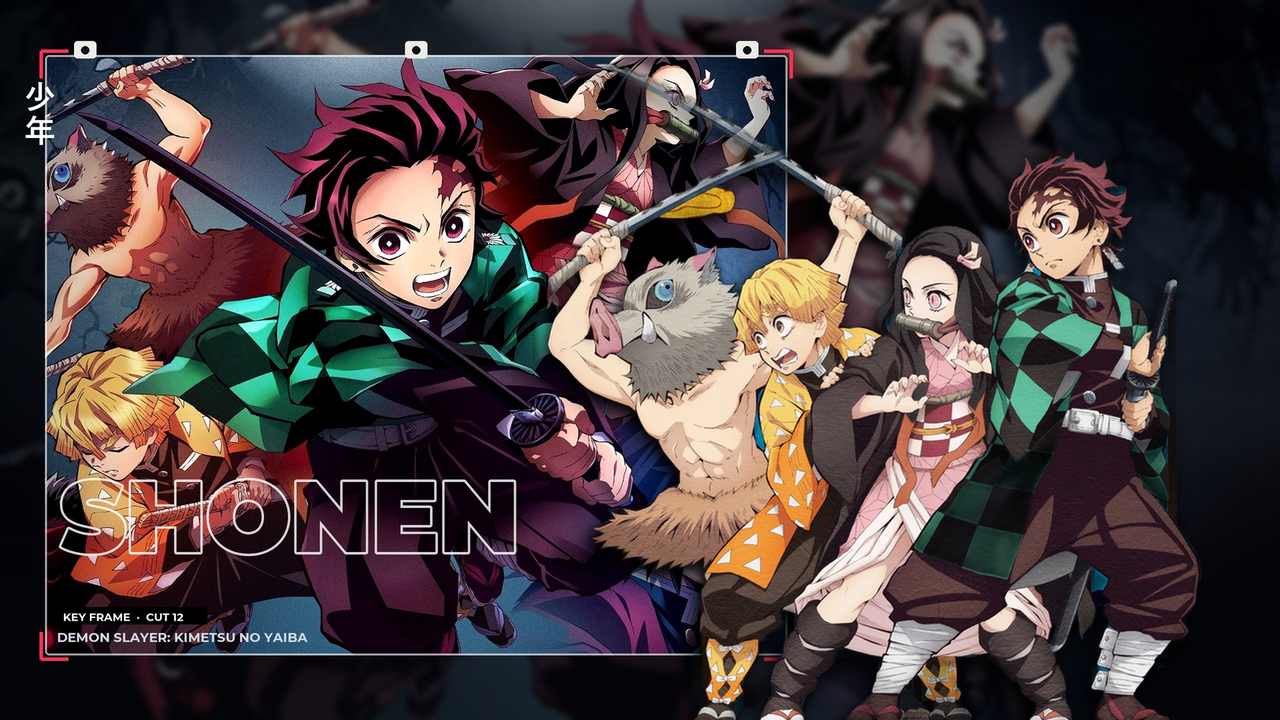 少年
SHONEN
KEY FRAME · CUT 12
DEMON SLAYER: KIMETSU NO YAIBA